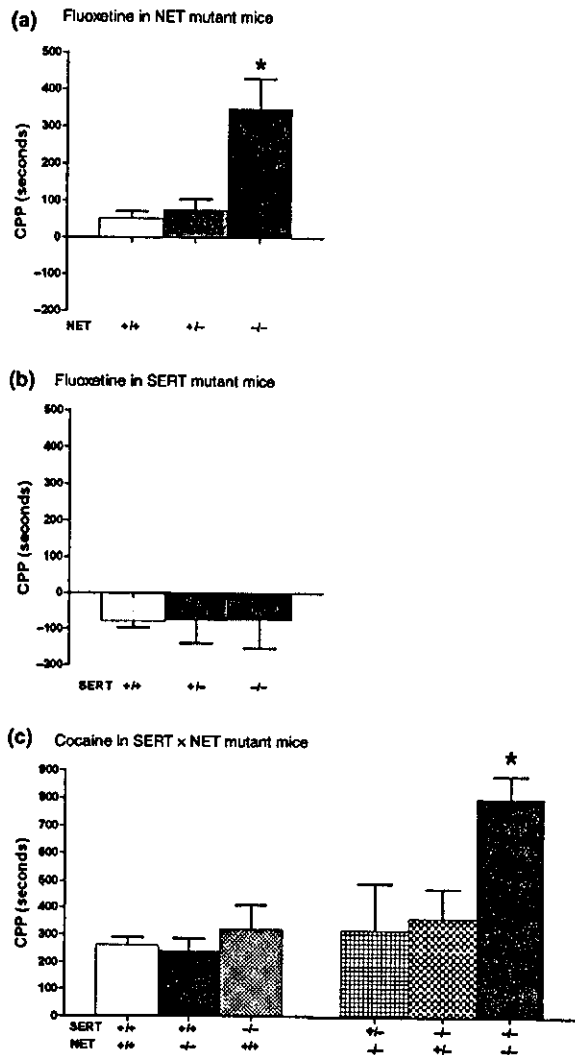 (a) Fluoxetine in NET mutant mice
500
*
400
300
200
100
0
−100
−200
CPP (seconds)
NET +/+ +/− −/−
(b) Fluoxetine in SERT mutant mice
500
400
300
200
100
0
−100
−200
CPP (seconds)
SERT +/+ +/− −/−
(c) Cocaine in SERT × NET mutant mice
900
*
800
700
600
500
400
300
200
100
0
CPP (seconds)
SERT +/+ +/+ −/− +/− −/− −/−
NET +/+ −/− +/+ −/− +/− −/−